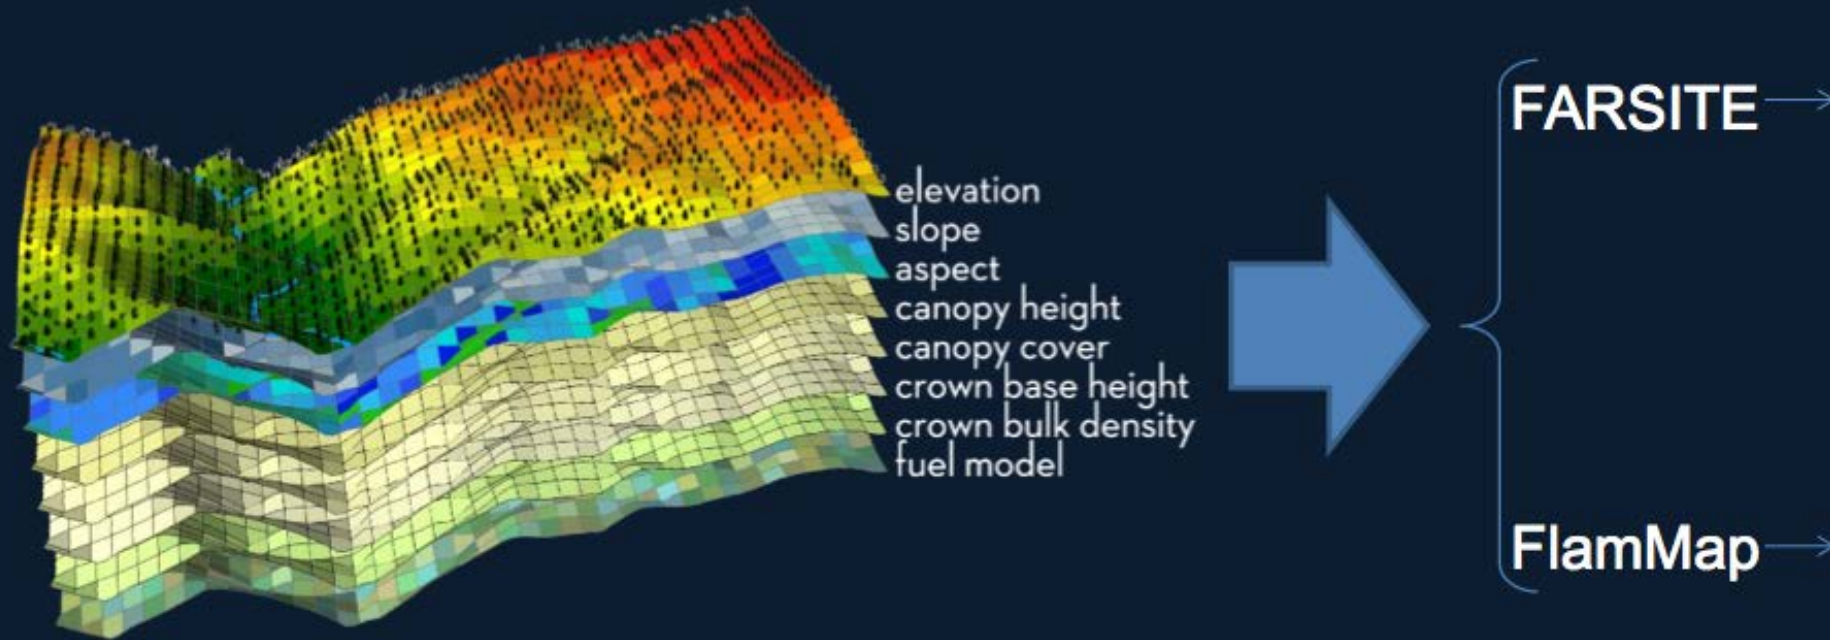 elevation
slope
aspect
canopy height
canopy cover
crown base height
crown bulk density
fuel model
FARSITE
FlamMap